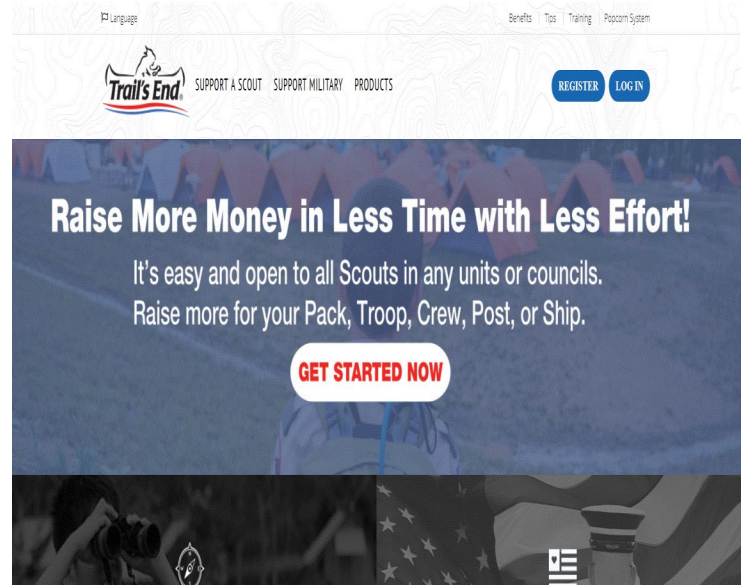 Language
Benefits Tips Training Popcorn System
Trail's End®
SUPPORT A SCOUT SUPPORT MILITARY PRODUCTS
REGISTER LOG IN
Raise More Money in Less Time with Less Effort!
It's easy and open to all Scouts in any units or councils.
Raise more for your Pack, Troop, Crew, Post, or Ship.
GET STARTED NOW